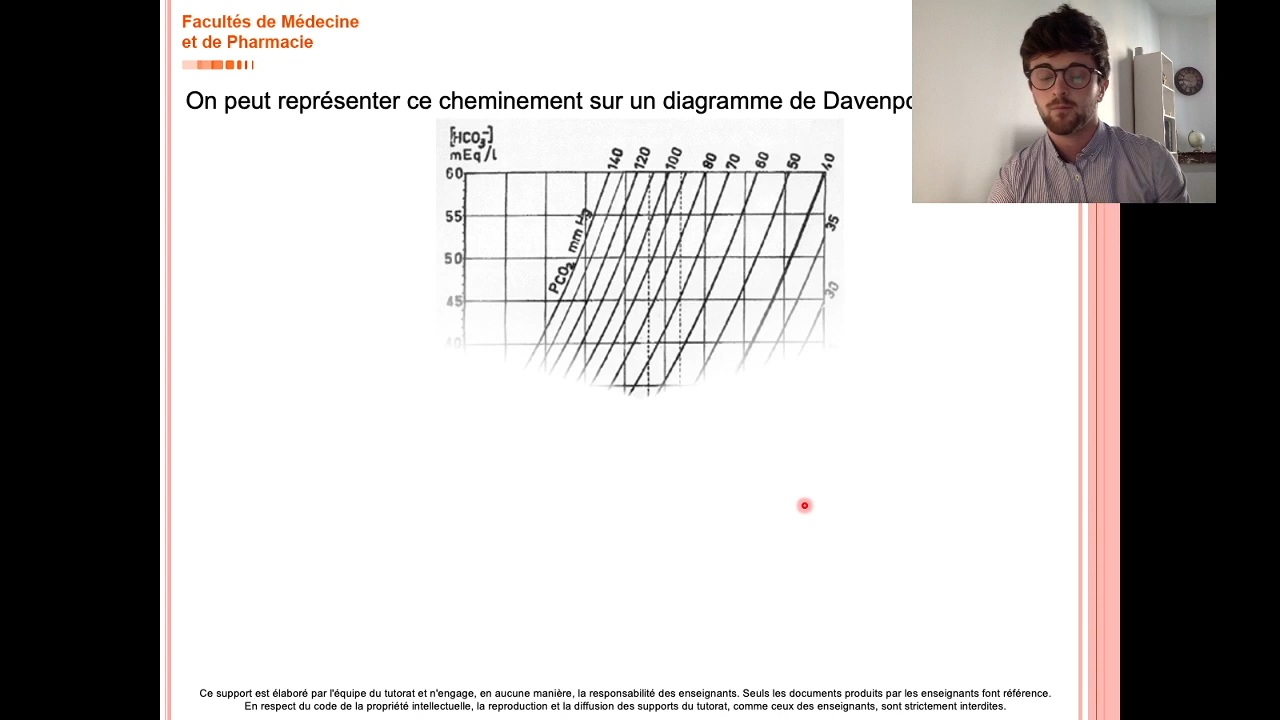 Facultés de Médecine
et de Pharmacie
On peut représenter ce cheminement sur un diagramme de
[HCO3-]
mEq/l
140 120 100 80 70 60 50 40
60
55
35
50
PCO2 mm Hg
30
45
40
Ce support est élaboré par l'équipe du tutorat et n'engage, en aucune manière, la responsabilité des enseignants. Seuls les documents produits par les enseignants font référence.
En respect du code de la propriété intellectuelle, la reproduction et la diffusion des supports du tutorat, comme ceux des enseignants, sont strictement interdites.